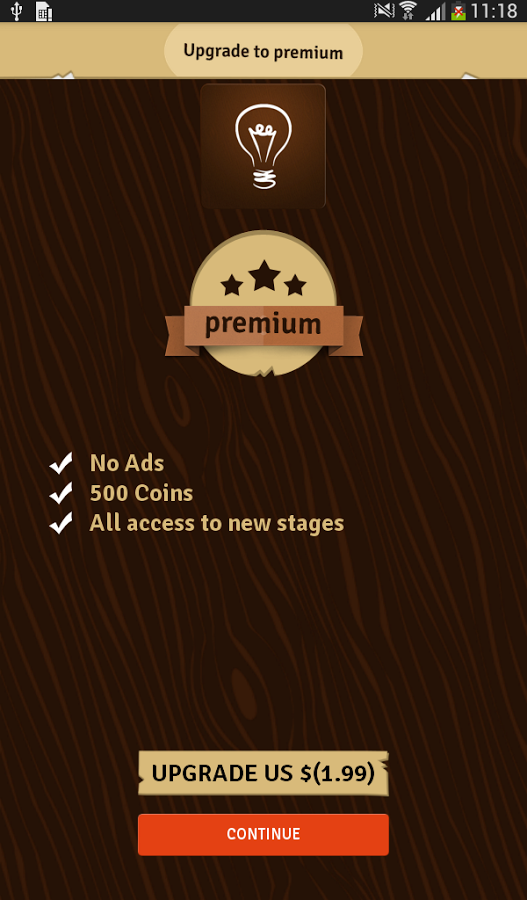 11:18
Upgrade to premium
premium
No Ads
500 Coins
All access to new stages
UPGRADE US $(1.99)
CONTINUE